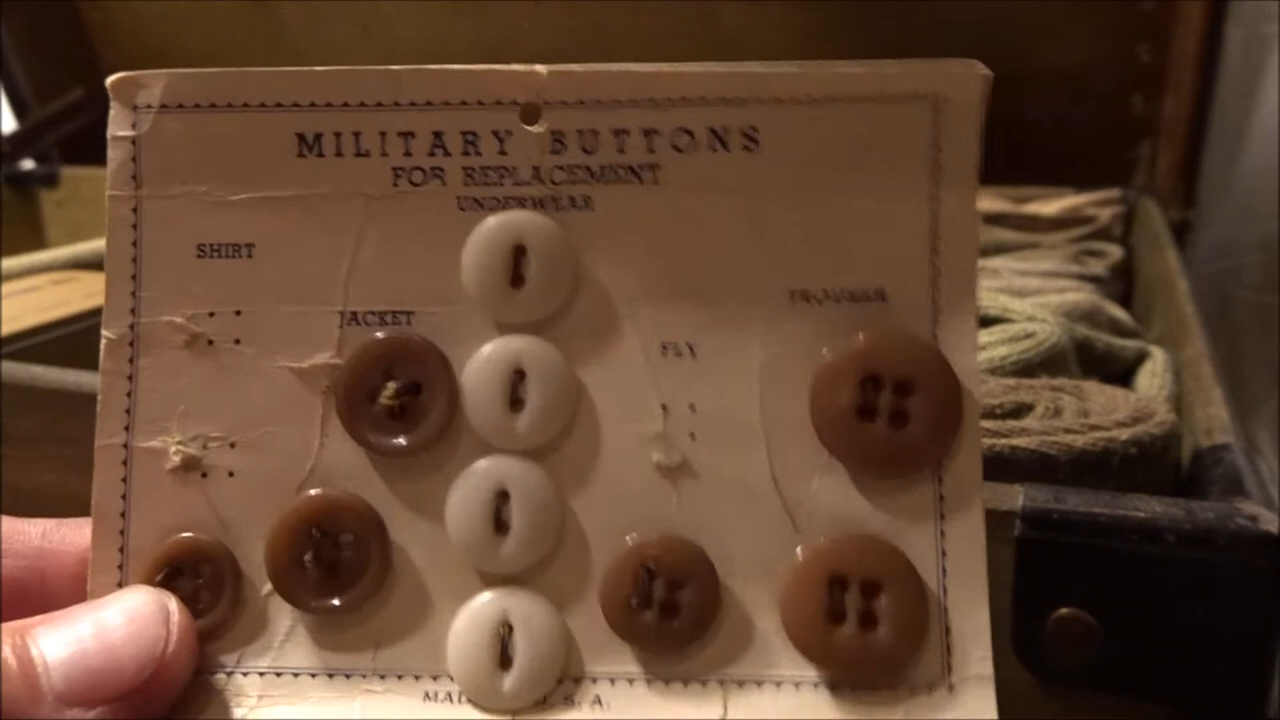 MILITARY BUTTONS
FOR REPLACEMENT
UNDERWEAR
SHIRT
TROUSER
JACKET
FLY
U. S. A.